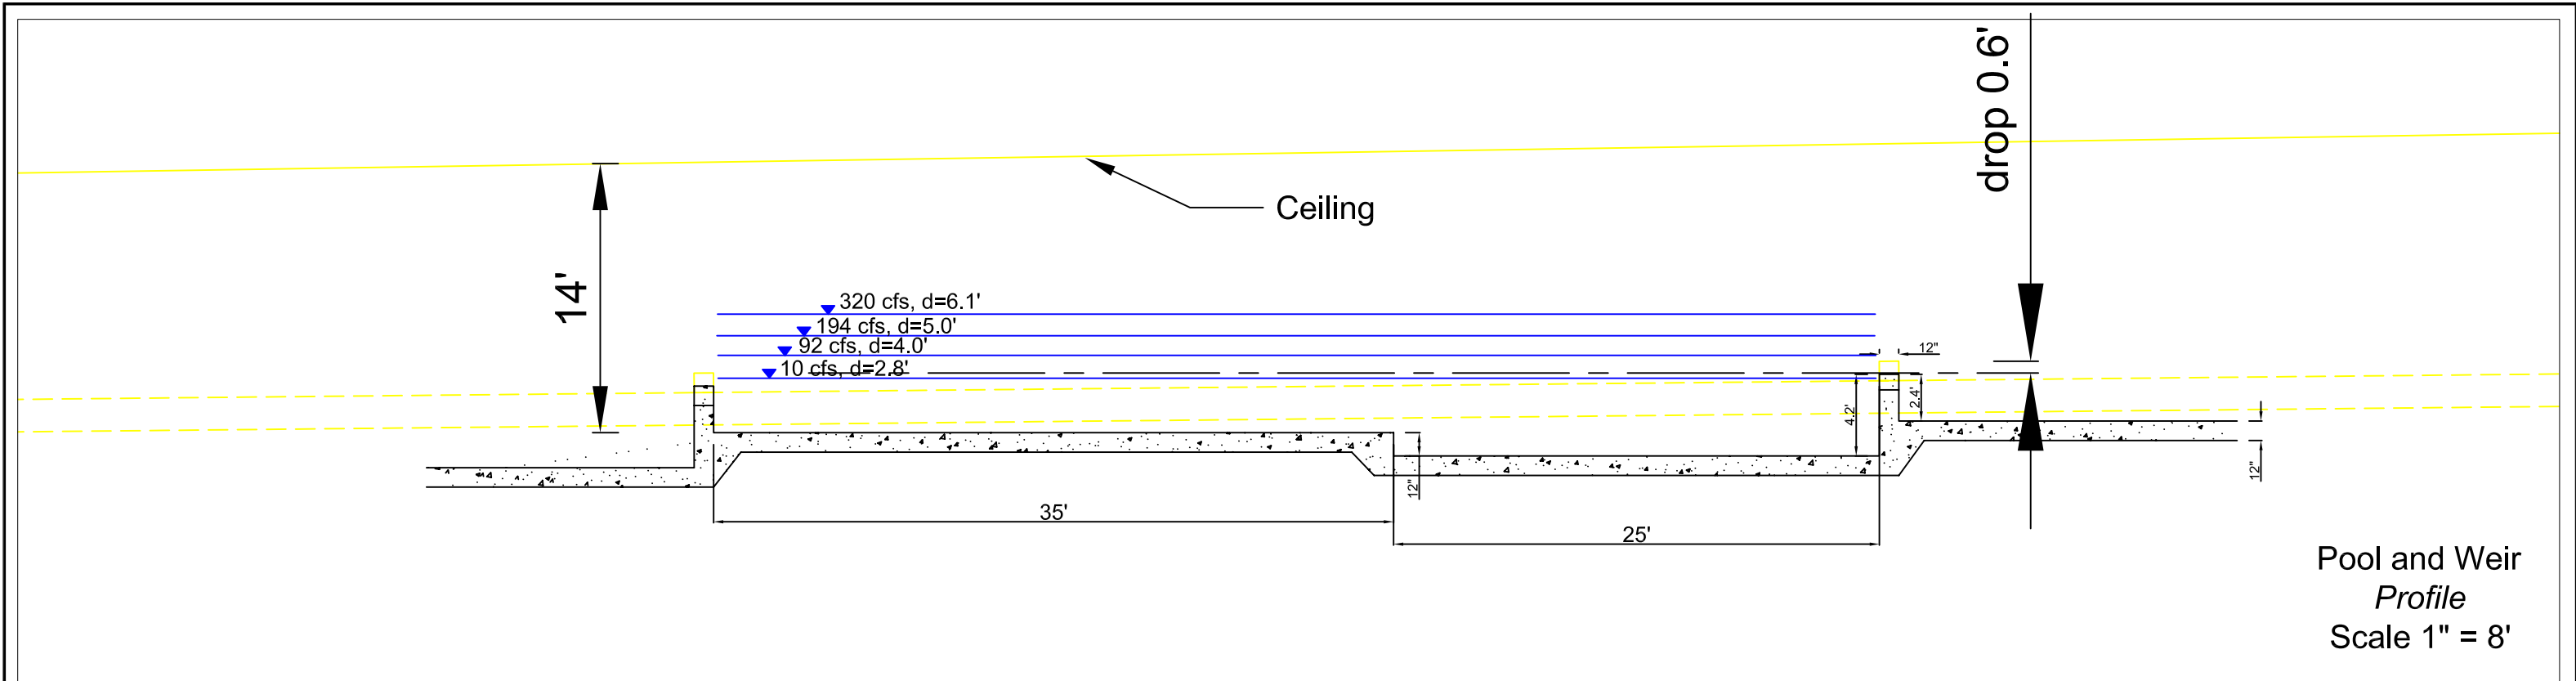 drop 0.6'
Ceiling
14'
320 cfs, d=6.1'
194 cfs, d=5.0'
92 cfs, d=4.0'
10 cfs, d=2.8'
12"
4.2'
2.4'
12"
12"
35'
25'
Pool and Weir
Profile
Scale 1" = 8'